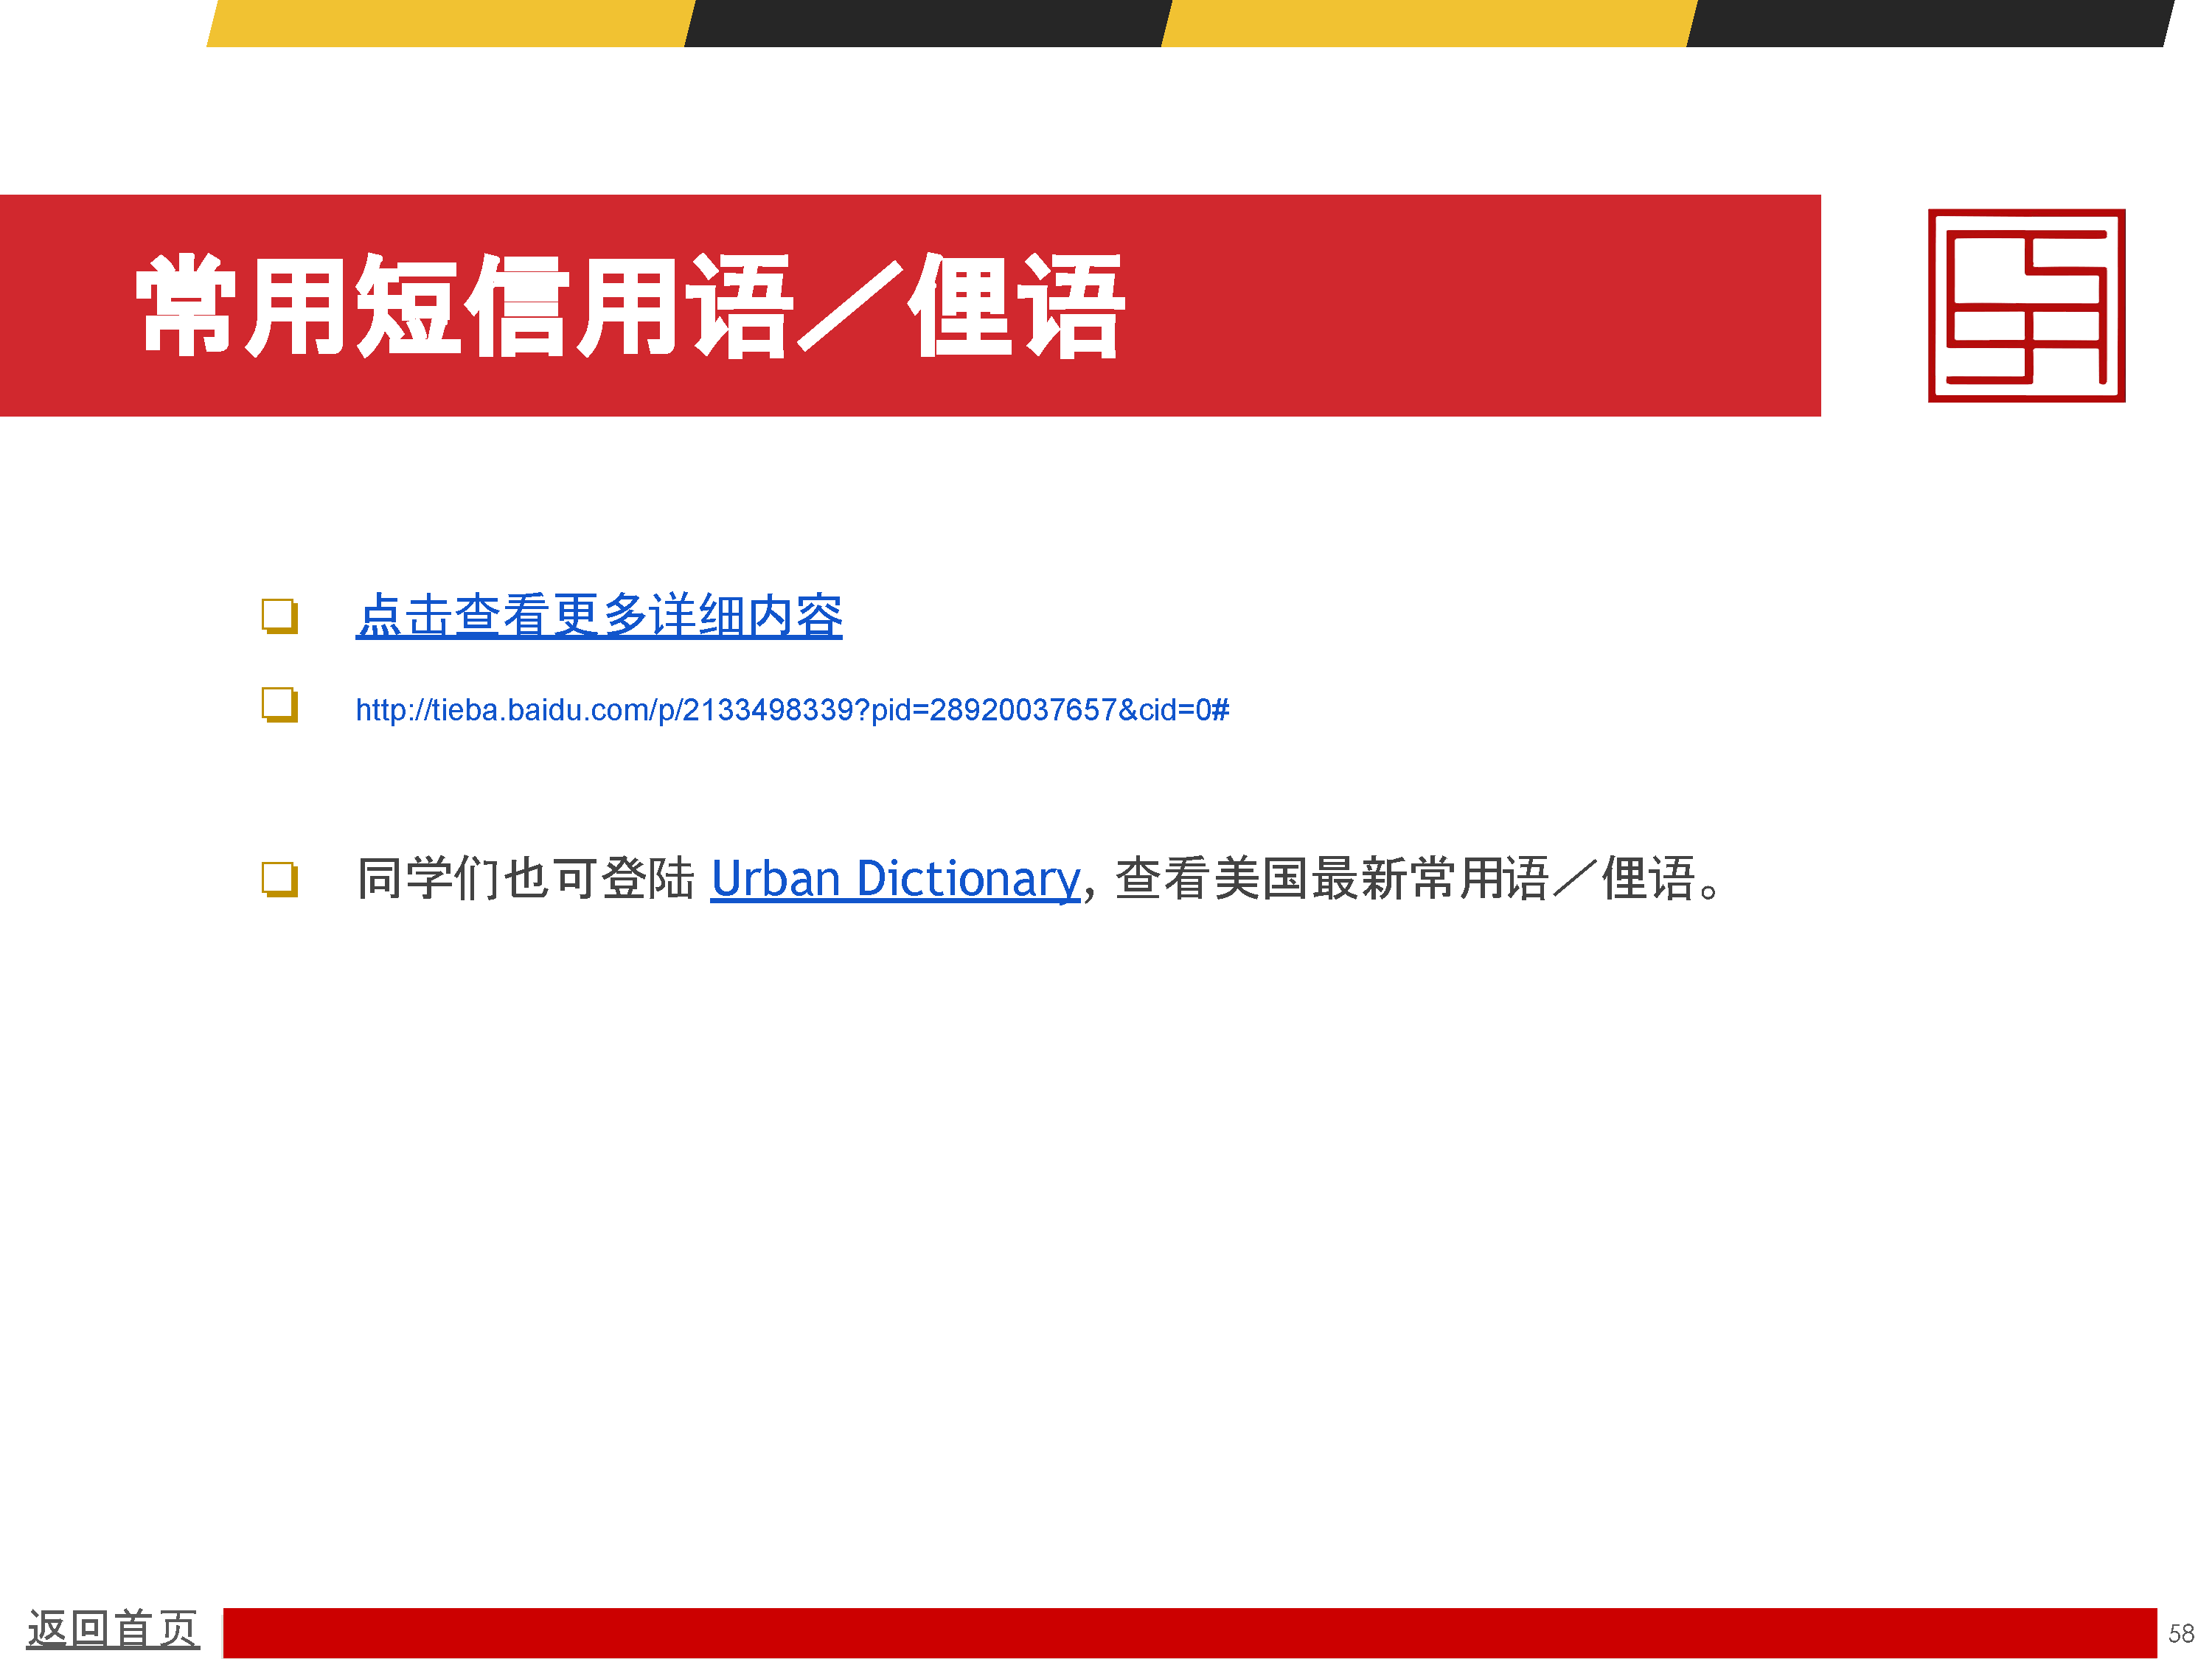 常用短信用语／俚语
点击查看更多详细内容
http://tieba.baidu.com/p/2133498339?pid=28920037657&cid=0#
同学们也可登陆 Urban Dictionary，查看美国最新常用语／俚语。
返回首页
58